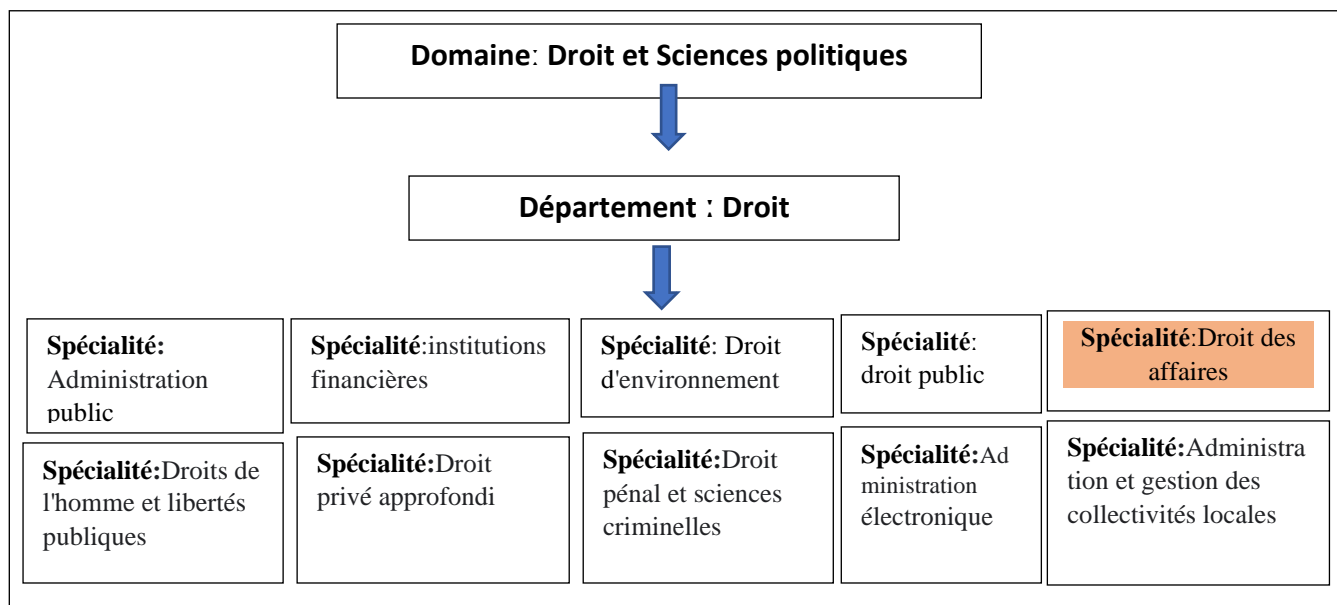 Domaine: Droit et Sciences politiques
Département : Droit
Spécialité:
Administration
public
Spécialité:institutions
financières
Spécialité: Droit
d'environnement
Spécialité:
droit public
Spécialité:Droit des
affaires
Spécialité:Droits de
l'homme et libertés
publiques
Spécialité:Droit
privé approfondi
Spécialité:Droit
pénal et sciences
criminelles
Spécialité:Ad
ministration
électronique
Spécialité:Administra
tion et gestion des
collectivités locales